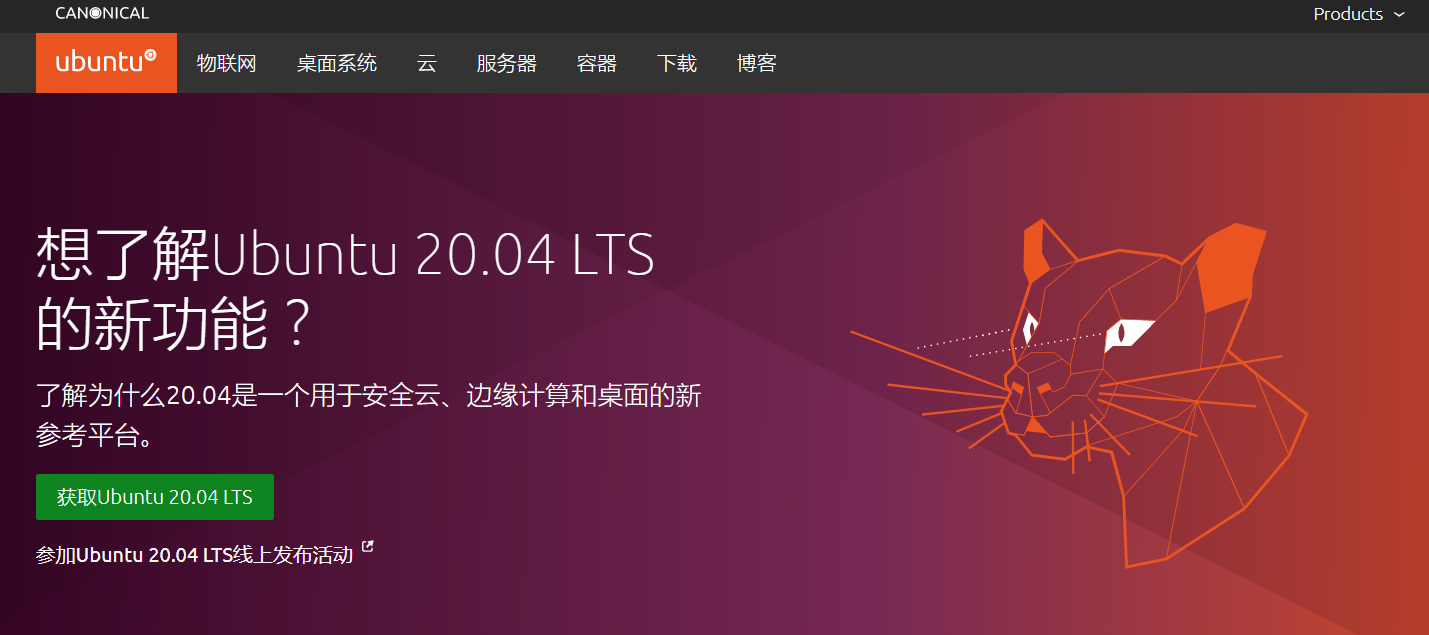 CANONICAL
Products
ubuntu 物联网 桌面系统 云 服务器 容器 下载 博客
想了解Ubuntu 20.04 LTS
的新功能？
了解为什么20.04是一个用于安全云、边缘计算和桌面的新
参考平台。
获取Ubuntu 20.04 LTS
参加Ubuntu 20.04 LTS线上发布活动